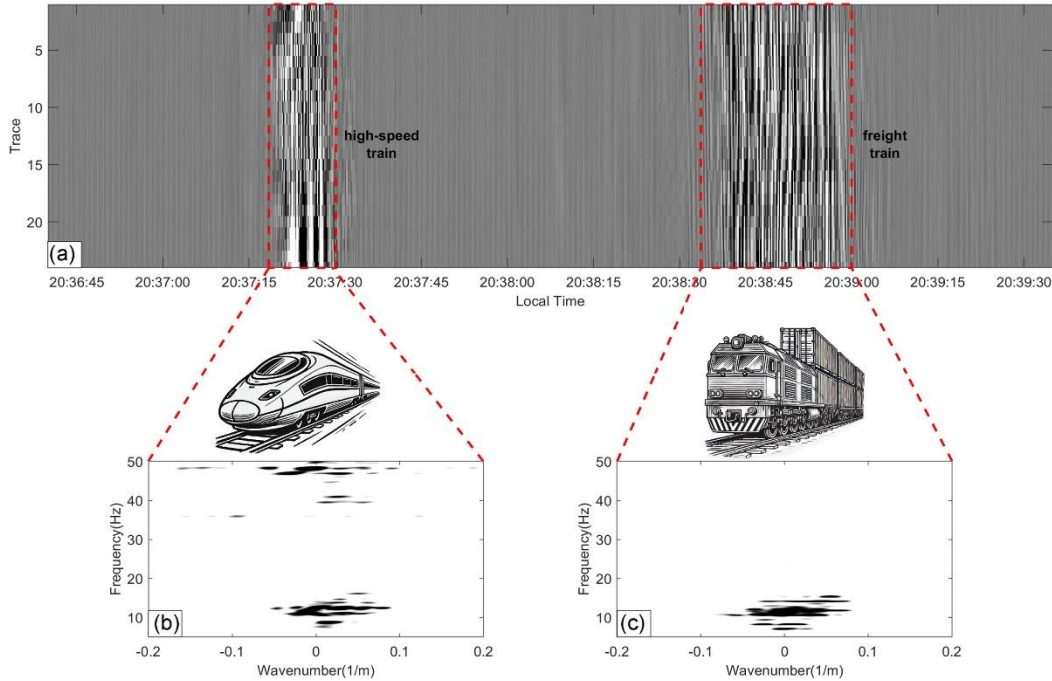 Trace
5
10
15
20
high-speed
train
freight
train
(a)
20:36:45 20:37:00 20:37:15 20:37:30 20:37:45 20:38:00 20:38:15 20:38:30 20:38:45 20:39:00 20:39:15 20:39:30
Local Time
Frequency(Hz)
50
40
30
20
10
(b)
-0.2 -0.1 0 0.1 0.2
Wavenumber(1/m)
Frequency(Hz)
50
40
30
20
10
(c)
-0.2 -0.1 0 0.1 0.2
Wavenumber(1/m)